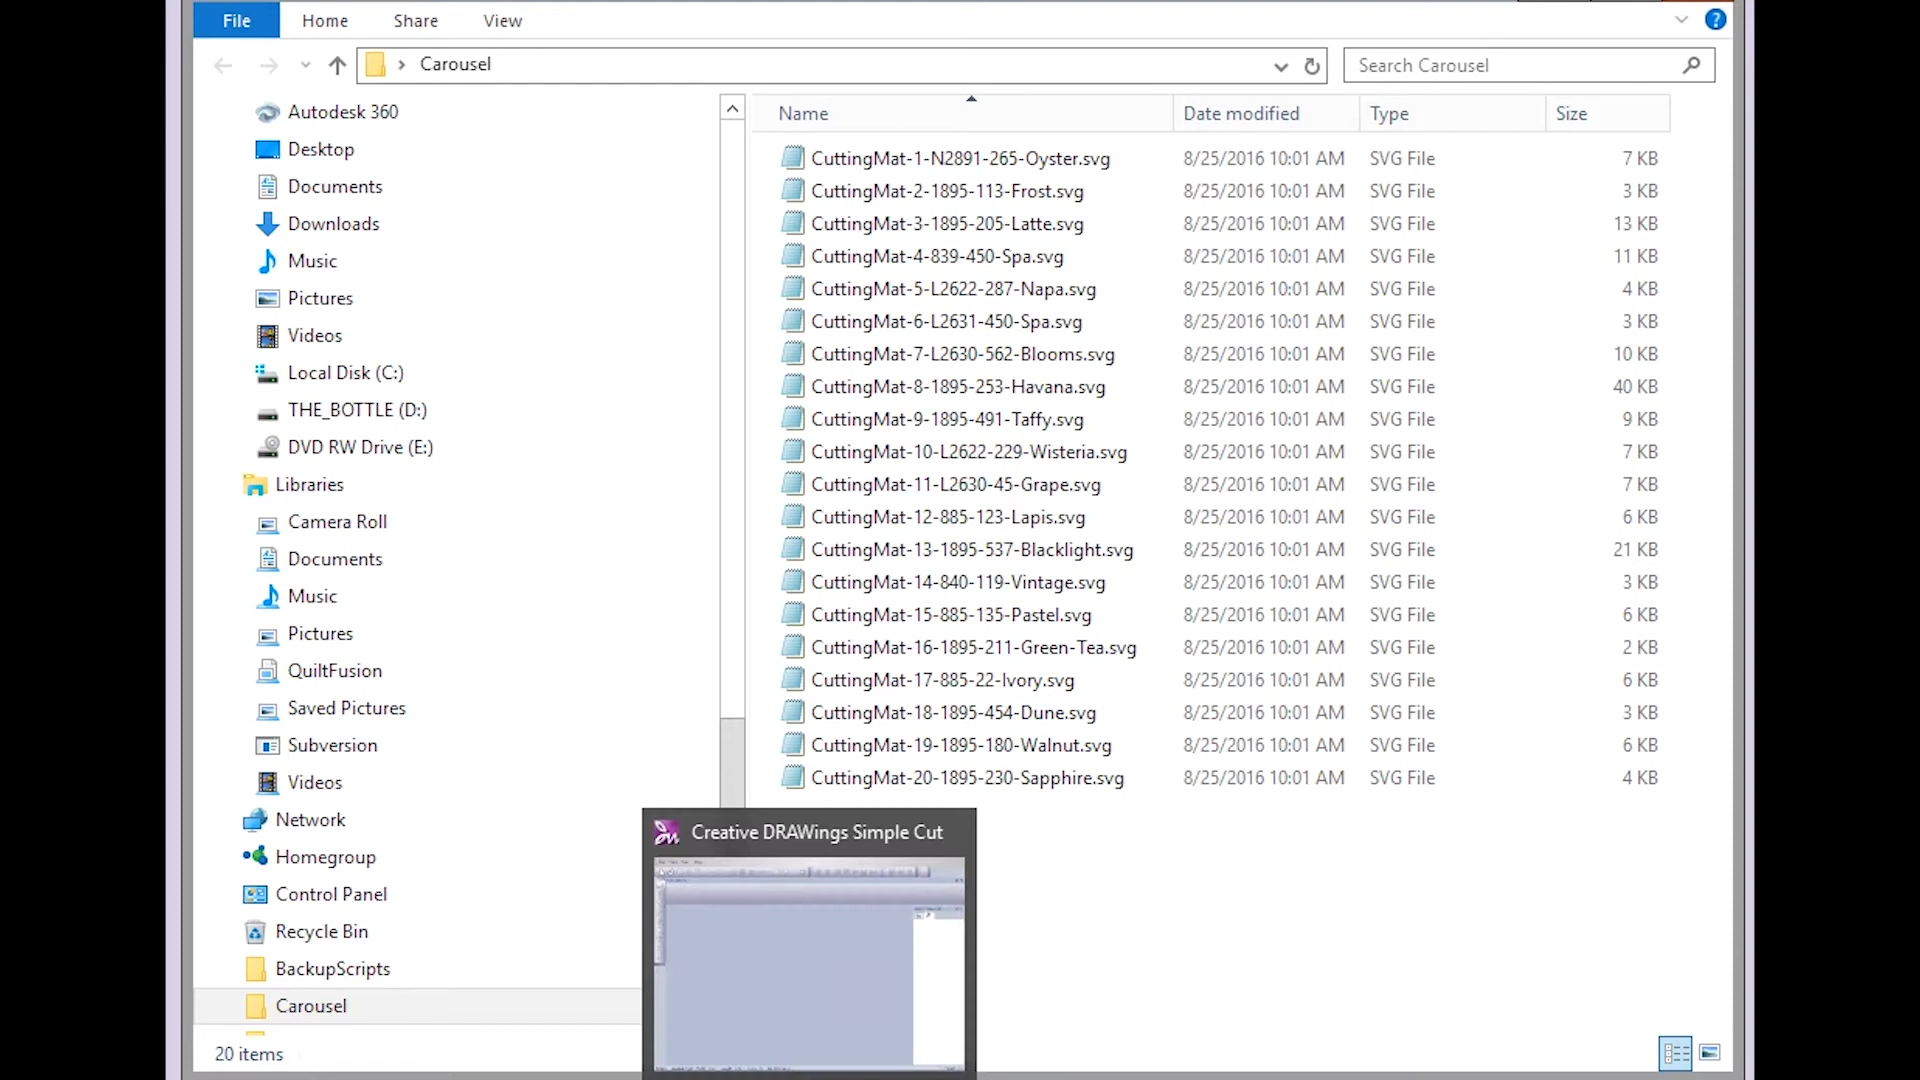 File Home Share View
Carousel
Search Carousel
Name Date modified Type Size
Autodesk 360
Desktop
Documents
Downloads
Music
Pictures
Videos
Local Disk (C:)
THE_BOTTLE (D:)
DVD RW Drive (E:)
Libraries
Camera Roll
Documents
Music
Pictures
QuiltFusion
Saved Pictures
Subversion
Videos
Network
Homegroup
Control Panel
Recycle Bin
BackupScripts
Carousel
CuttingMat-1-N2891-265-Oyster.svg 8/25/2016 10:01 AM SVG File 7 KB
CuttingMat-2-1895-113-Frost.svg 8/25/2016 10:01 AM SVG File 3 KB
CuttingMat-3-1895-205-Latte.svg 8/25/2016 10:01 AM SVG File 13 KB
CuttingMat-4-839-450-Spa.svg 8/25/2016 10:01 AM SVG File 11 KB
CuttingMat-5-L2622-287-Napa.svg 8/25/2016 10:01 AM SVG File 4 KB
CuttingMat-6-L2631-450-Spa.svg 8/25/2016 10:01 AM SVG File 3 KB
CuttingMat-7-L2630-562-Blooms.svg 8/25/2016 10:01 AM SVG File 10 KB
CuttingMat-8-1895-253-Havana.svg 8/25/2016 10:01 AM SVG File 40 KB
CuttingMat-9-1895-491-Taffy.svg 8/25/2016 10:01 AM SVG File 9 KB
CuttingMat-10-L2622-229-Wisteria.svg 8/25/2016 10:01 AM SVG File 7 KB
CuttingMat-11-L2630-45-Grape.svg 8/25/2016 10:01 AM SVG File 7 KB
CuttingMat-12-885-123-Lapis.svg 8/25/2016 10:01 AM SVG File 6 KB
CuttingMat-13-1895-537-Blacklight.svg 8/25/2016 10:01 AM SVG File 21 KB
CuttingMat-14-840-119-Vintage.svg 8/25/2016 10:01 AM SVG File 3 KB
CuttingMat-15-885-135-Pastel.svg 8/25/2016 10:01 AM SVG File 6 KB
CuttingMat-16-1895-211-Green-Tea.svg 8/25/2016 10:01 AM SVG File 2 KB
CuttingMat-17-885-22-Ivory.svg 8/25/2016 10:01 AM SVG File 6 KB
CuttingMat-18-1895-454-Dune.svg 8/25/2016 10:01 AM SVG File 3 KB
CuttingMat-19-1895-180-Walnut.svg 8/25/2016 10:01 AM SVG File 6 KB
CuttingMat-20-1895-230-Sapphire.svg 8/25/2016 10:01 AM SVG File 4 KB
Creative DRAWings Simple Cut
20 items